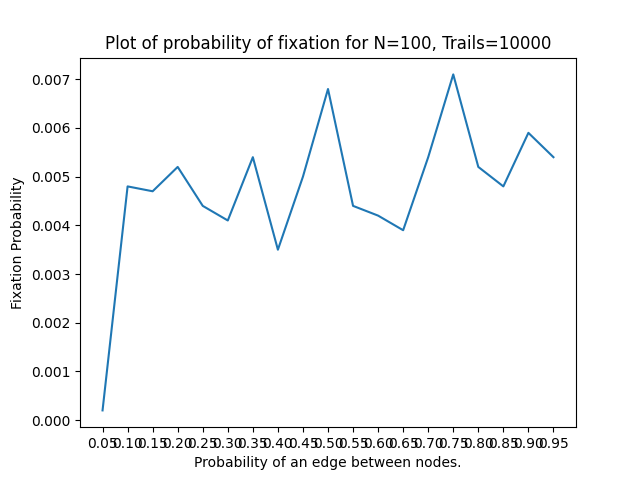 Plot of probability of fixation for N=100, Trails=10000
Fixation Probability
0.007
0.006
0.005
0.004
0.003
0.002
0.001
0.000
0.05 0.10 0.15 0.20 0.25 0.30 0.35 0.40 0.45 0.50 0.55 0.60 0.65 0.70 0.75 0.80 0.85 0.90 0.95
Probability of an edge between nodes.